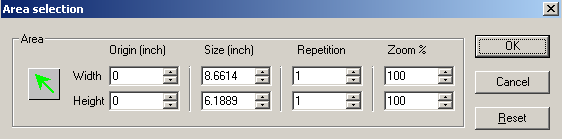 Area selection
Area
Origin (inch) Size (inch) Repetition Zoom %
Width 0 8.6614 1 100
Height 0 6.1889 1 100
OK
Cancel
Reset